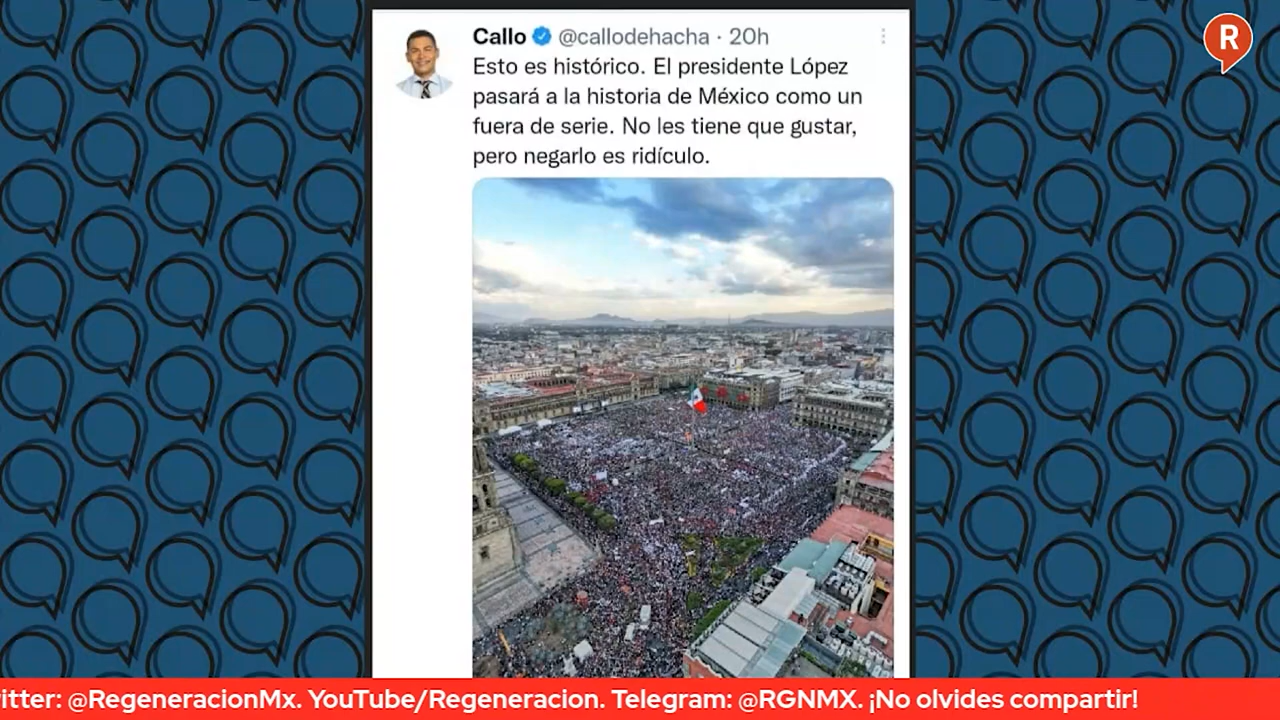 Callo @callodehacha · 20h
Esto es histórico. El presidente López
pasará a la historia de México como un
fuera de serie. No les tiene que gustar,
pero negarlo es ridículo.
R
itter: @RegeneracionMx. YouTube/Regeneracion. Telegram: @RGNMX. ¡No olvides compartir!